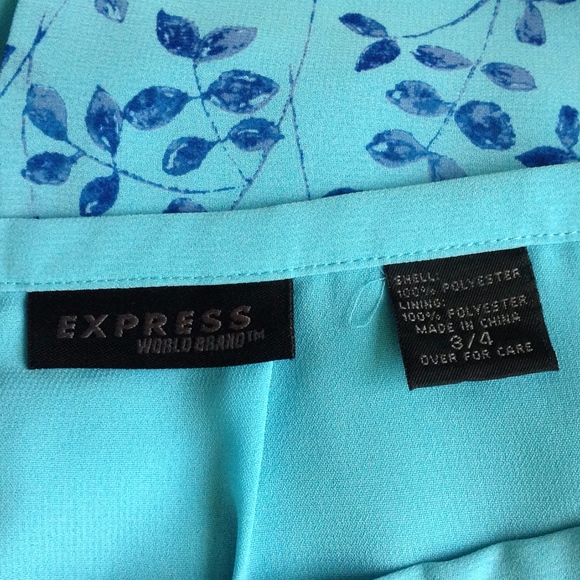 EXPRESS
WORLD BRAND™
SHELL:
100% POLYESTER
LINING:
100% POLYESTER
MADE IN CHINA
3/4
OVER FOR CARE